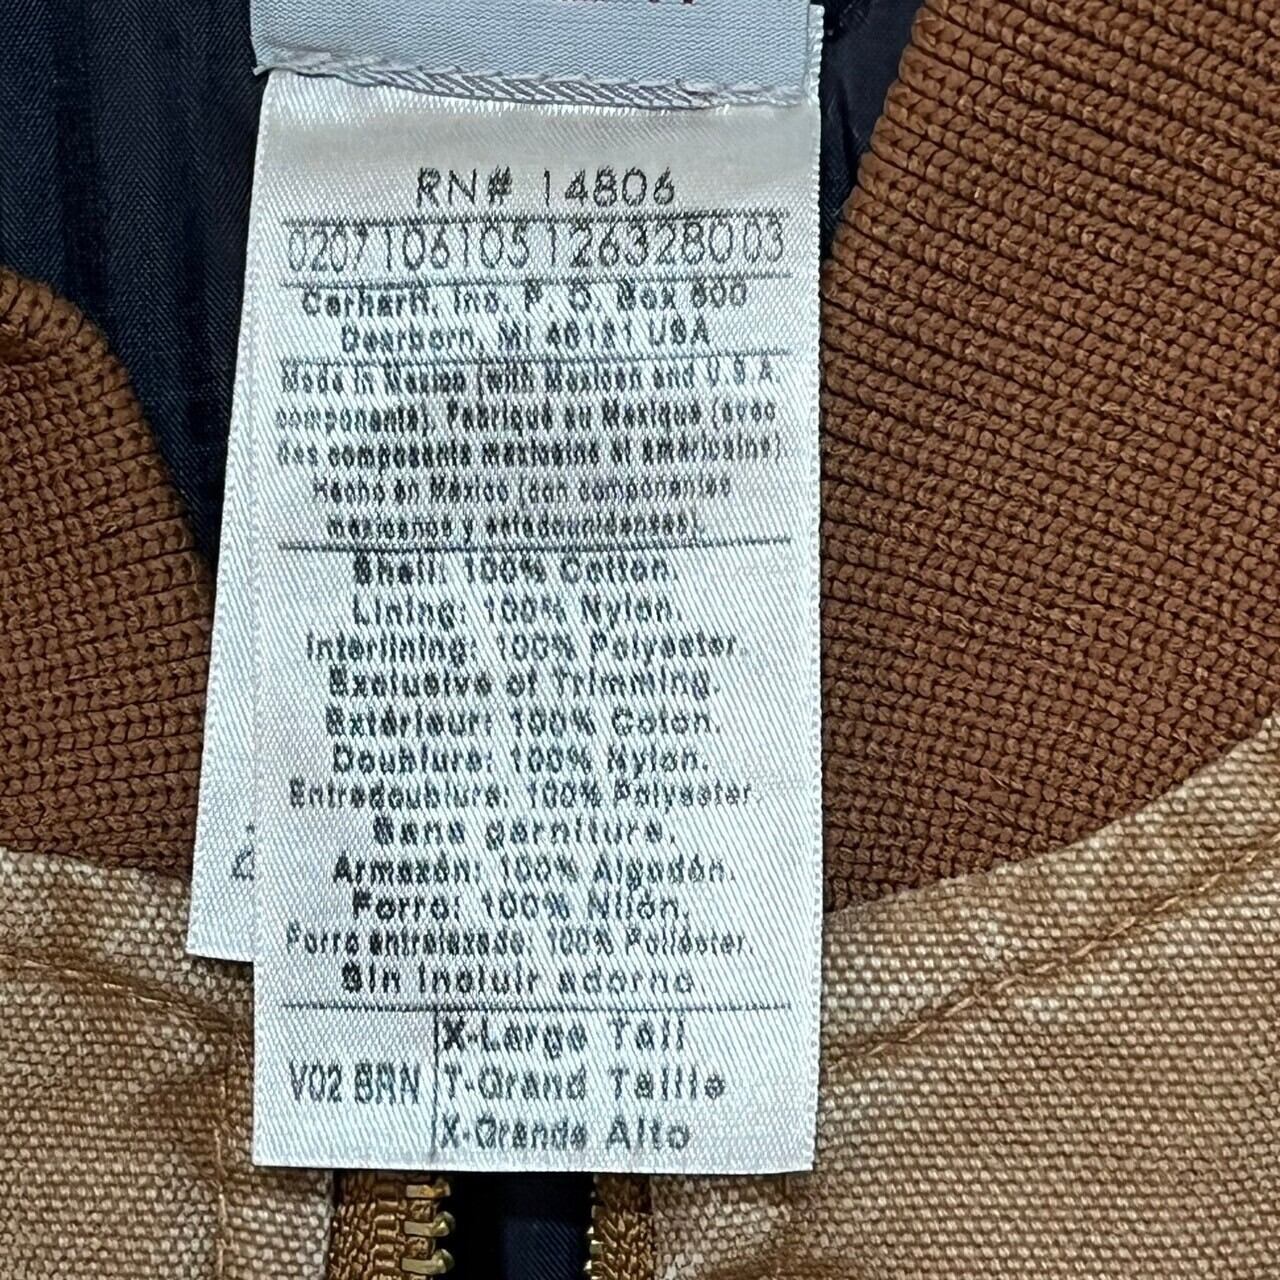 RN# 14806
0207106105 1263280 03
Carhartt, Inc. P. O. Box 600
Dearborn, MI 48121 USA
Made in Mexico (with Mexican and U.S.A.
components). Fabriqué au Mexique (avec
des composants mexicains et américains).
Hecho en México (con componentes
mexicanos y estadounidenses).
Shell: 100% Cotton.
Lining: 100% Nylon.
Interlining: 100% Polyester.
Exclusive of Trimming.
Extérieur: 100% Coton.
Doublure: 100% Nylon.
Entredoublure: 100% Polyester.
Sans garniture.
Armazón: 100% Algodón.
Forro: 100% Nilón.
Forro entrelazado: 100% Poliéster.
Sin incluir adorno
X-Large Tall
V02 BRN T-Grand Taille
X-Grande Alto